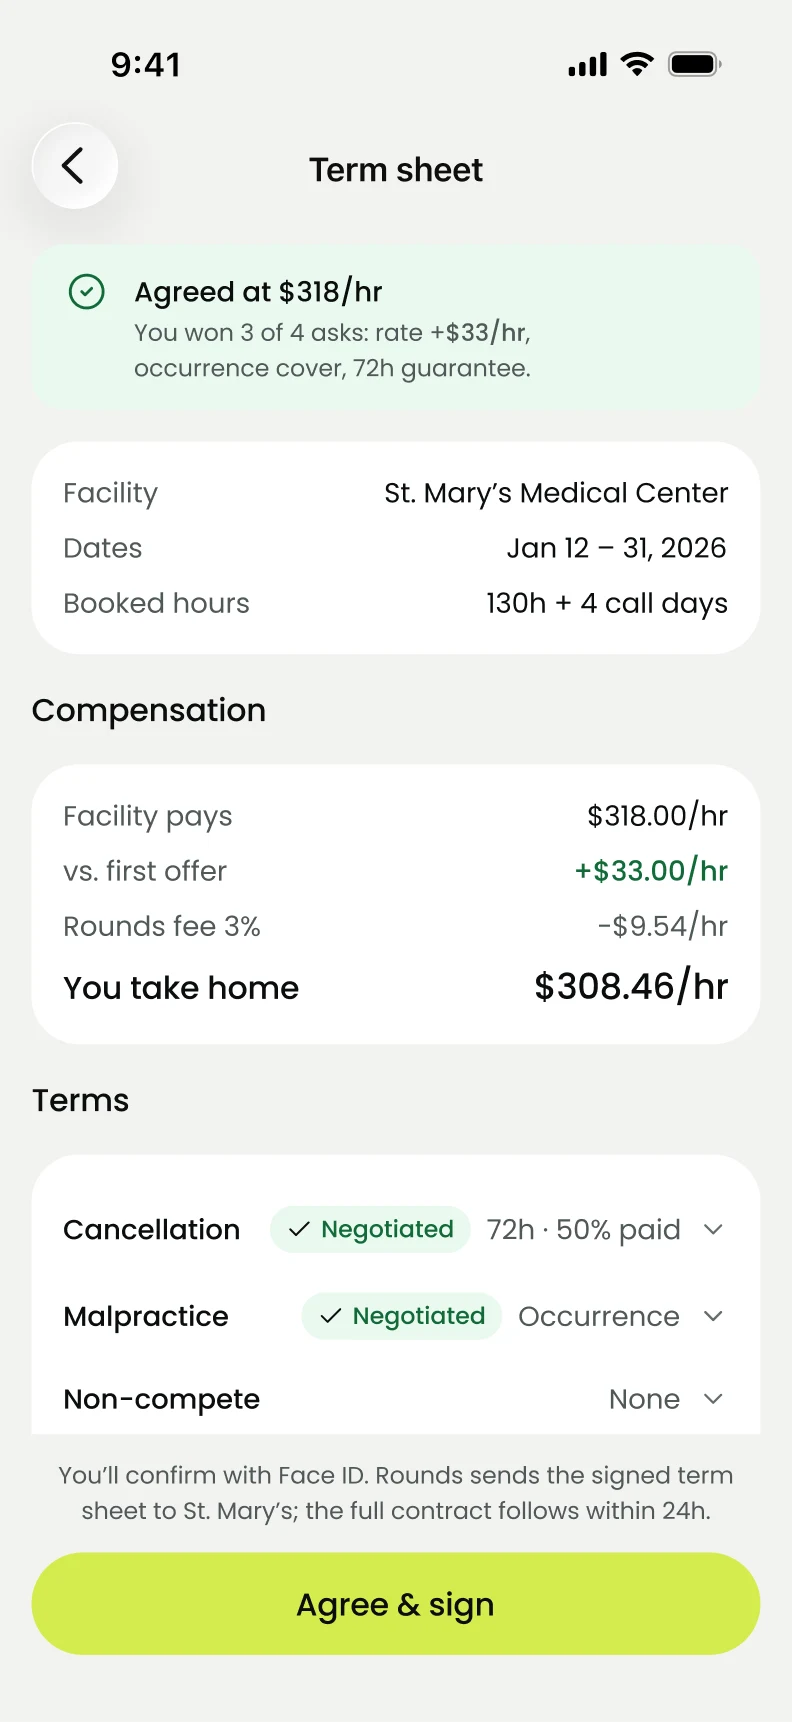 9:41
Term sheet
Agreed at $318/hr
You won 3 of 4 asks: rate +$33/hr,
occurrence cover, 72h guarantee.
Facility St. Mary’s Medical Center
Dates Jan 12 – 31, 2026
Booked hours 130h + 4 call days
Compensation
Facility pays $318.00/hr
vs. first offer +$33.00/hr
Rounds fee 3% -$9.54/hr
You take home $308.46/hr
Terms
Cancellation Negotiated 72h · 50% paid
Malpractice Negotiated Occurrence
Non-compete None
You’ll confirm with Face ID. Rounds sends the signed term
sheet to St. Mary’s; the full contract follows within 24h.
Agree & sign